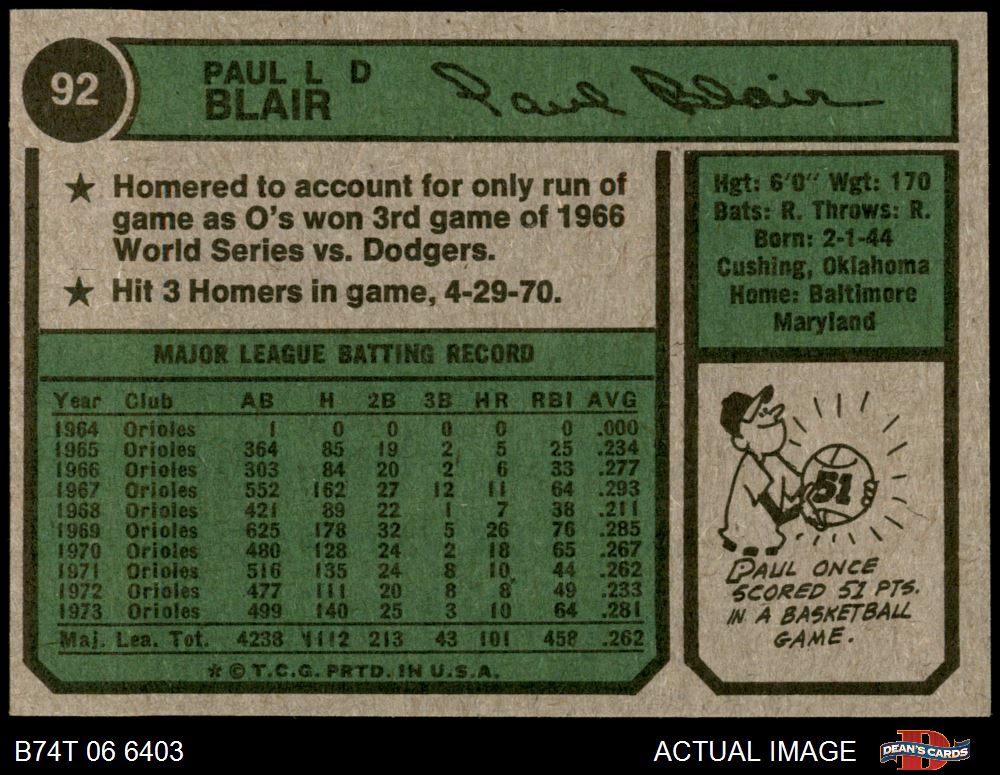 92
PAUL L D
BLAIR
Paul Blair
★ Homered to account for only run of
game as O's won 3rd game of 1966
World Series vs. Dodgers.
★ Hit 3 Homers in game, 4-29-70.
Hgt: 6'0" Wgt: 170
Bats: R. Throws: R.
Born: 2-1-44
Cushing, Oklahoma
Home: Baltimore
Maryland
MAJOR LEAGUE BATTING RECORD
Year Club AB H 2B 3B HR RBI AVG
1964 Orioles 1 0 0 0 0 0 .000
1965 Orioles 364 85 19 2 5 25 .234
1966 Orioles 303 84 20 2 6 33 .277
1967 Orioles 552 162 27 12 11 64 .293
1968 Orioles 421 89 22 1 7 38 .211
1969 Orioles 625 178 32 5 26 76 .285
1970 Orioles 480 128 24 2 18 65 .267
1971 Orioles 516 135 24 8 10 44 .262
1972 Orioles 477 111 20 8 8 49 .233
1973 Orioles 499 140 25 3 10 64 .281
Maj. Lea. Tot. 4238 1112 213 43 101 458 .262
* © T.C.G. PRTD. IN U.S.A.
51
PAUL ONCE
SCORED 51 PTS.
IN A BASKETBALL
GAME.
B74T 06 6403
ACTUAL IMAGE
DEAN'S CARDS